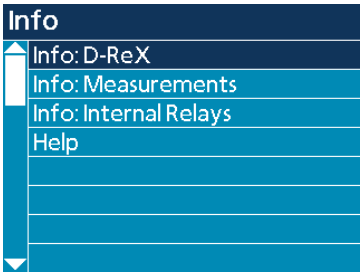 Info
Info: D-ReX
Info: Measurements
Info: Internal Relays
Help